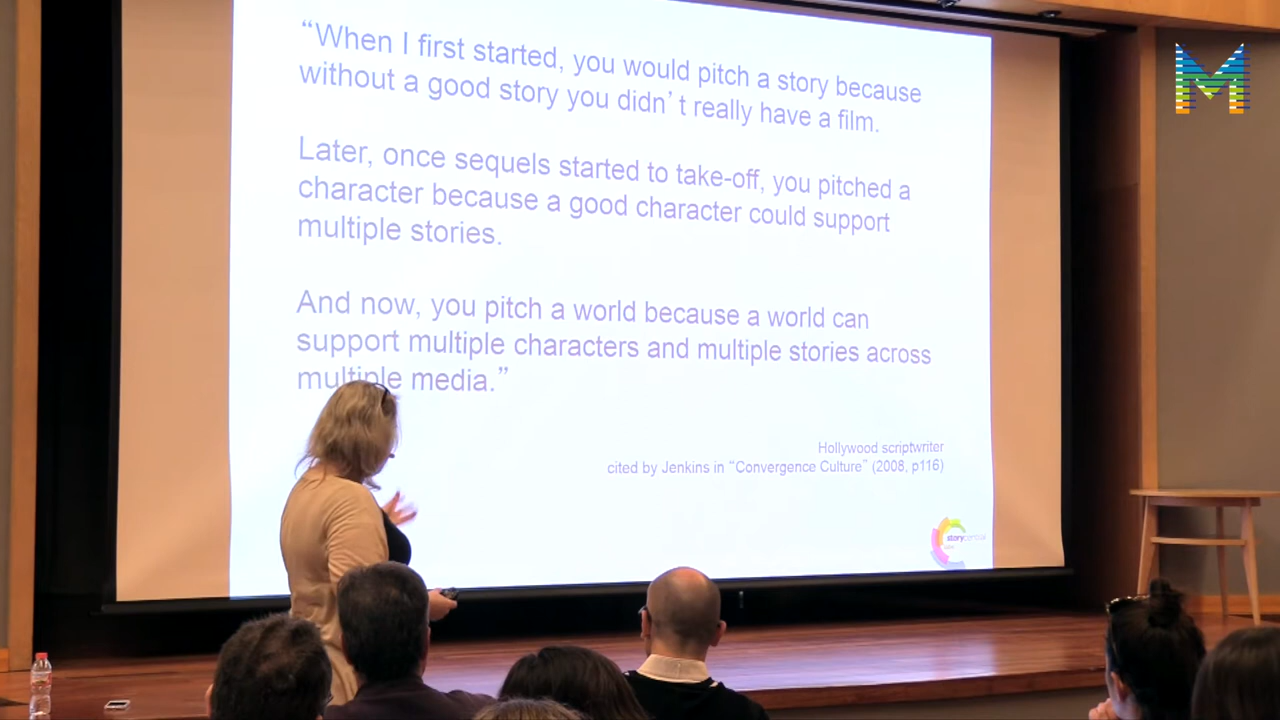 “When I first started, you would pitch a story because
without a good story you didn’t really have a film.
Later, once sequels started to take-off, you pitched a
character because a good character could support
multiple stories.
And now, you pitch a world because a world can
support multiple characters and multiple stories across
multiple media.”
Hollywood scriptwriter
cited by Jenkins in “Convergence Culture” (2008, p116)
storycentral
M